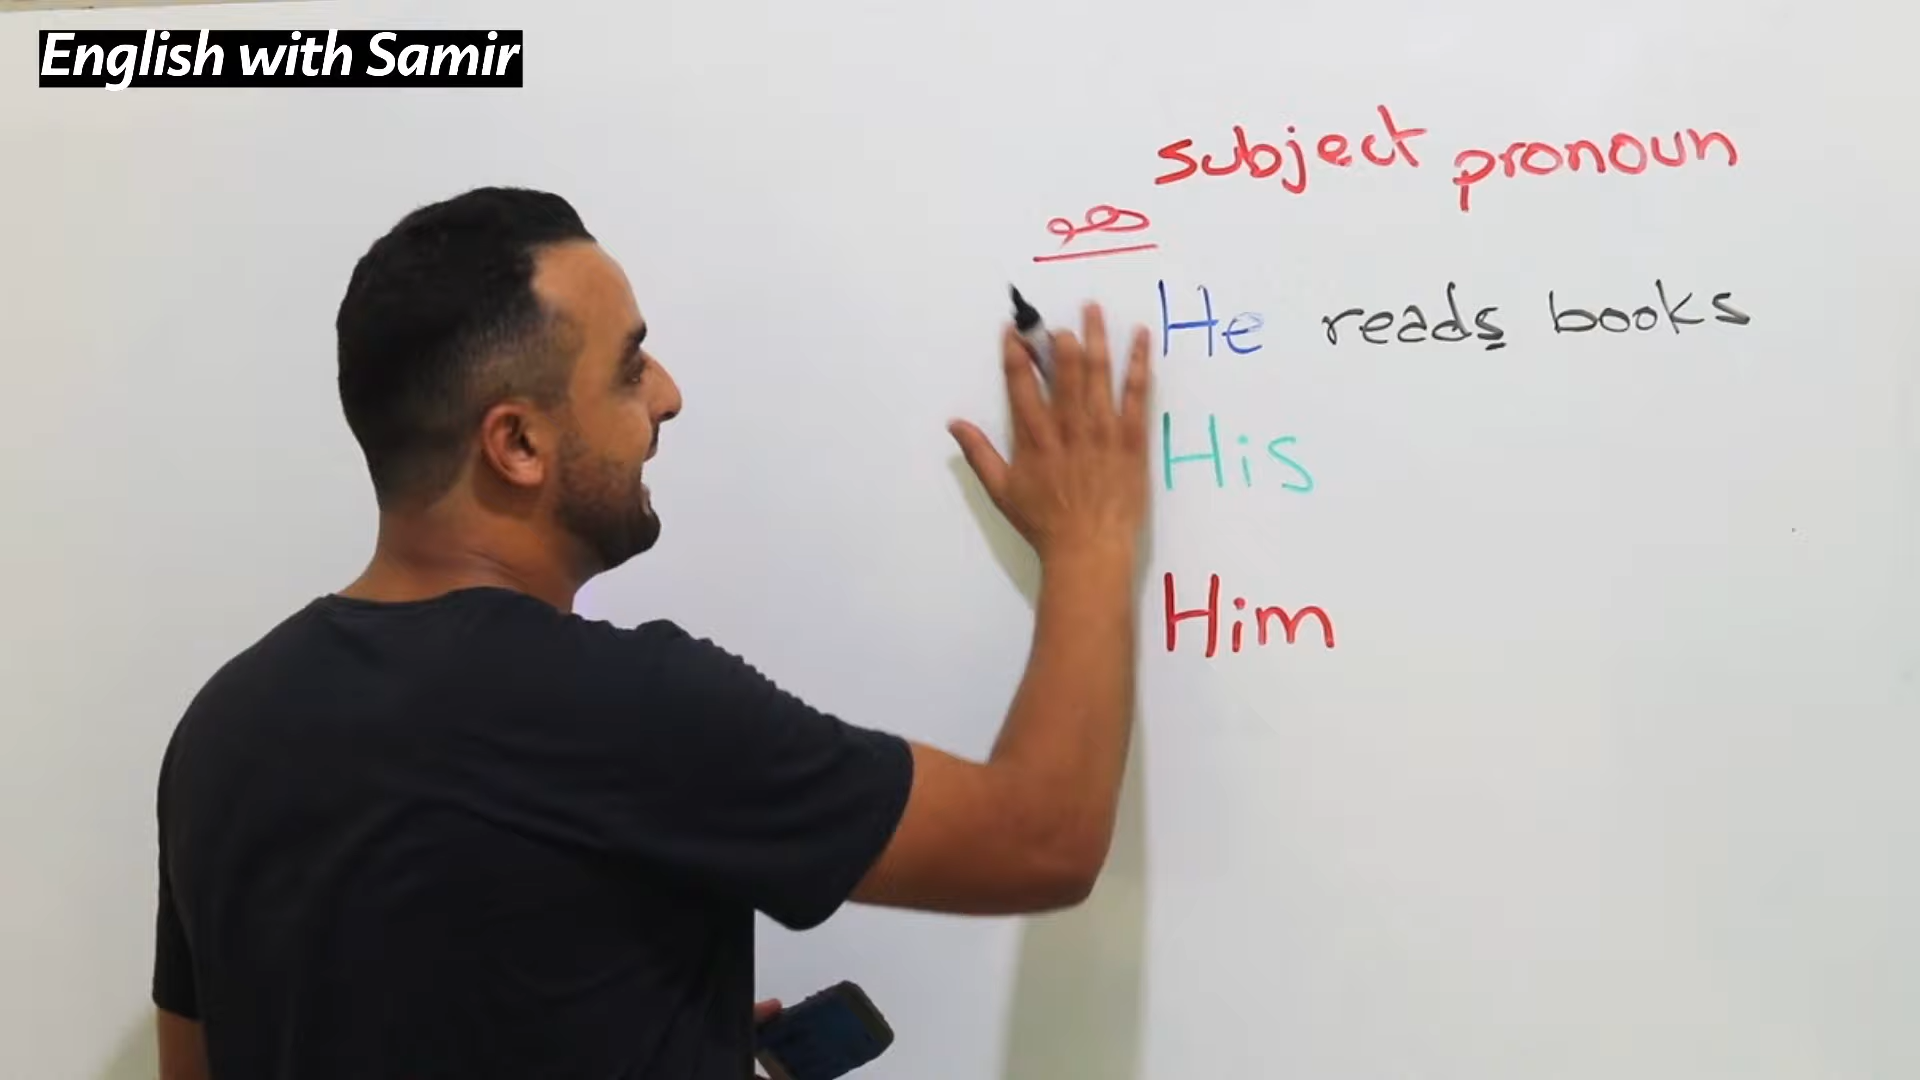 English with Samir
subject pronoun
هو
He reads books
His
Him